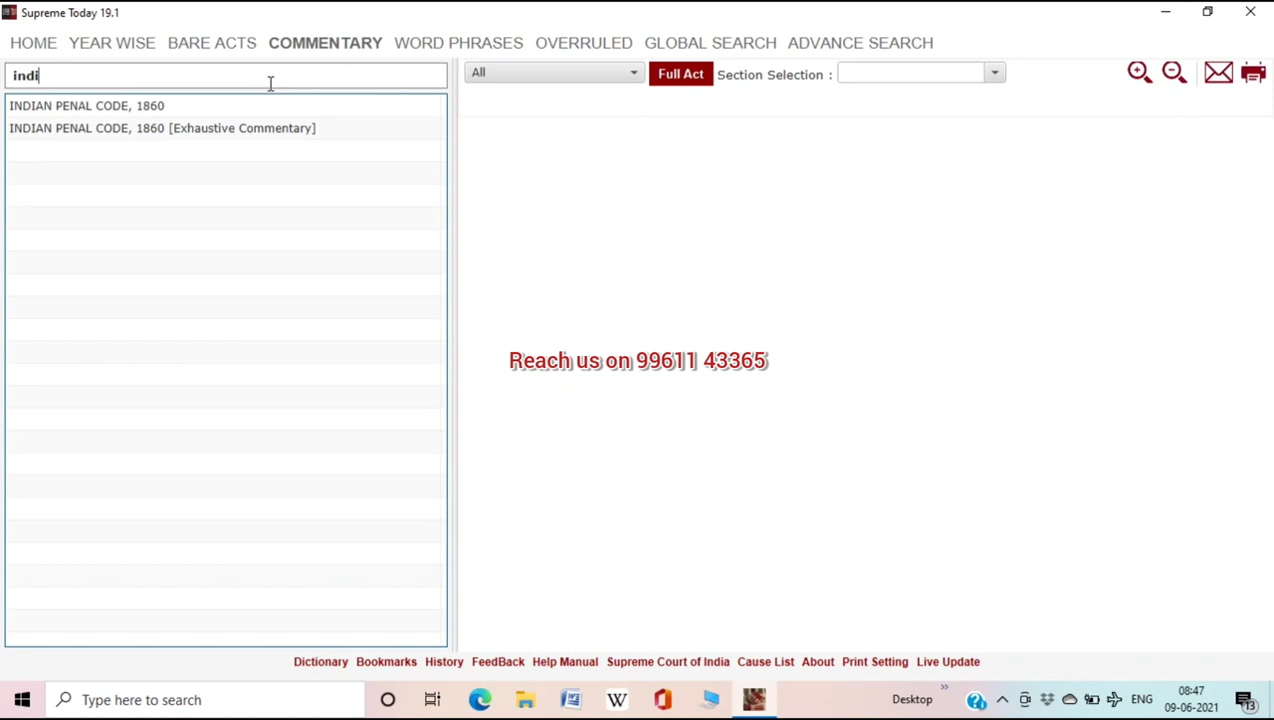 Supreme Today 19.1
HOME YEAR WISE BARE ACTS COMMENTARY WORD PHRASES OVERRULED GLOBAL SEARCH ADVANCE SEARCH
indi
All Full Act Section Selection :
INDIAN PENAL CODE, 1860
INDIAN PENAL CODE, 1860 [Exhaustive Commentary]
Reach us on 99611 43365
Dictionary Bookmarks History FeedBack Help Manual Supreme Court of India Cause List About Print Setting Live Update
Type here to search
W
Desktop
ENG
08:47
09-06-2021
13